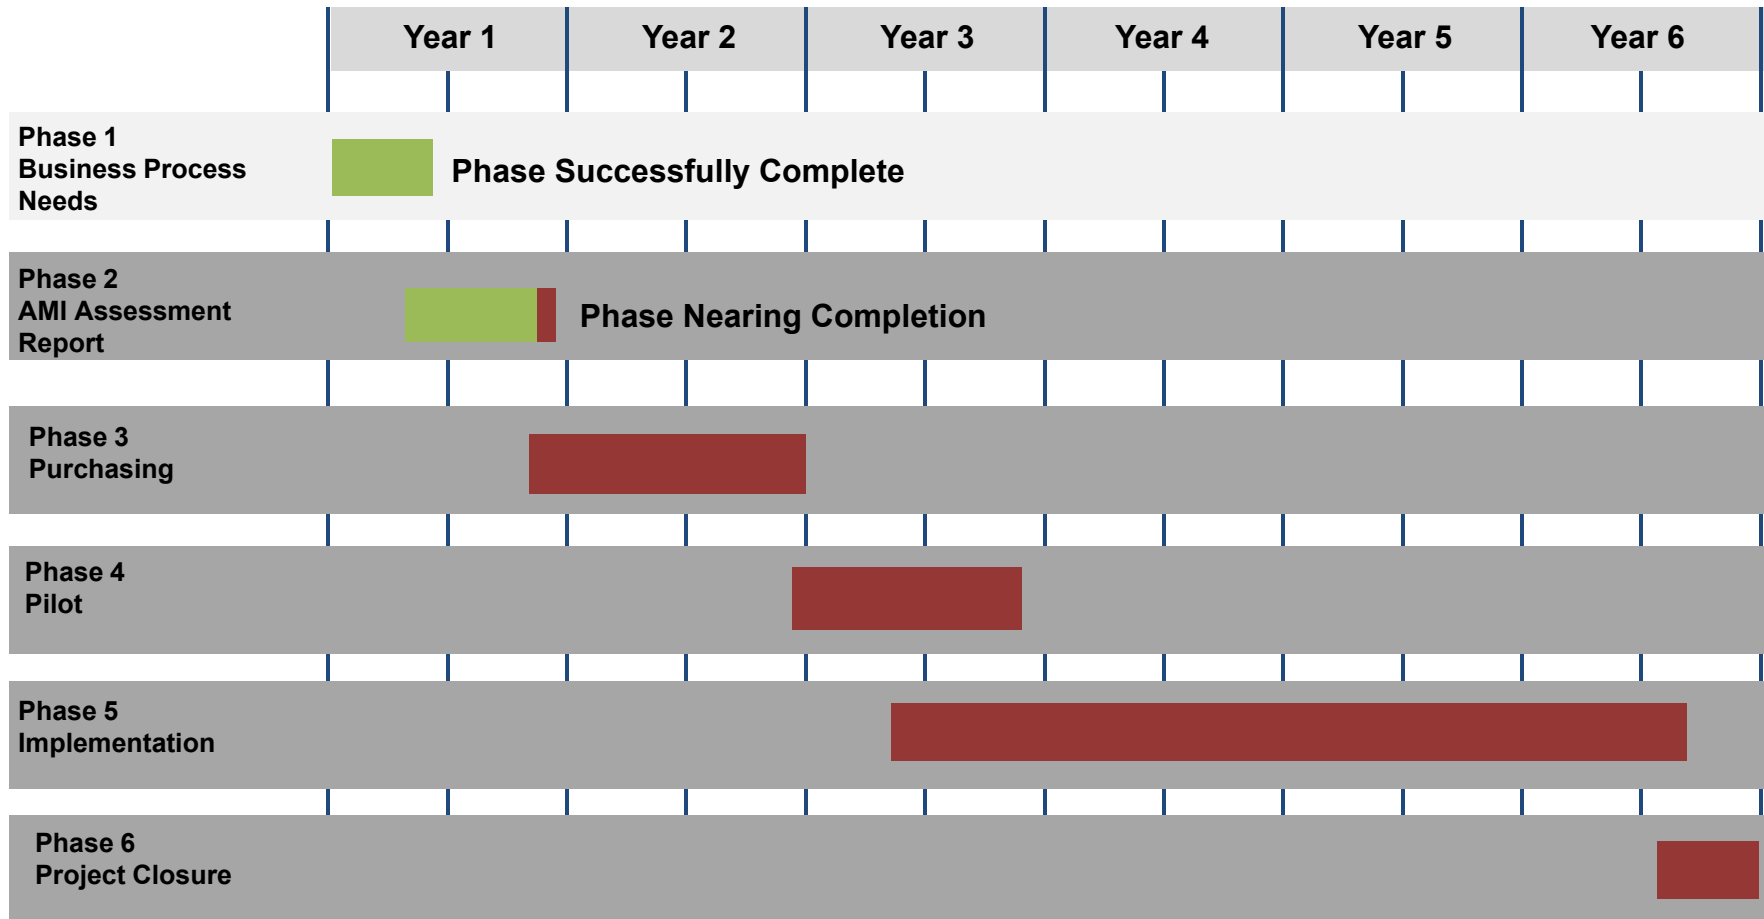 Year 1 Year 2 Year 3 Year 4 Year 5 Year 6
Phase 1
Business Process
Needs
Phase Successfully Complete
Phase 2
AMI Assessment
Report
Phase Nearing Completion
Phase 3
Purchasing
Phase 4
Pilot
Phase 5
Implementation
Phase 6
Project Closure